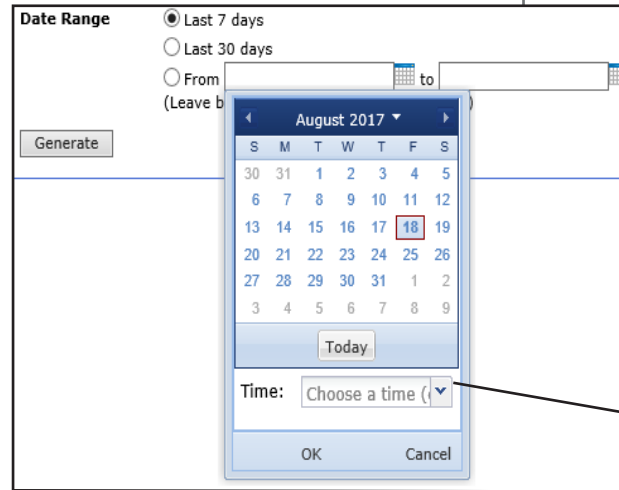 Date Range
Last 7 days
Last 30 days
From to
(Leave b )
August 2017
Generate
S M T W T F S
30 31 1 2 3 4 5
6 7 8 9 10 11 12
13 14 15 16 17 18 19
20 21 22 23 24 25 26
27 28 29 30 31 1 2
3 4 5 6 7 8 9
Today
Time: Choose a time (
OK Cancel